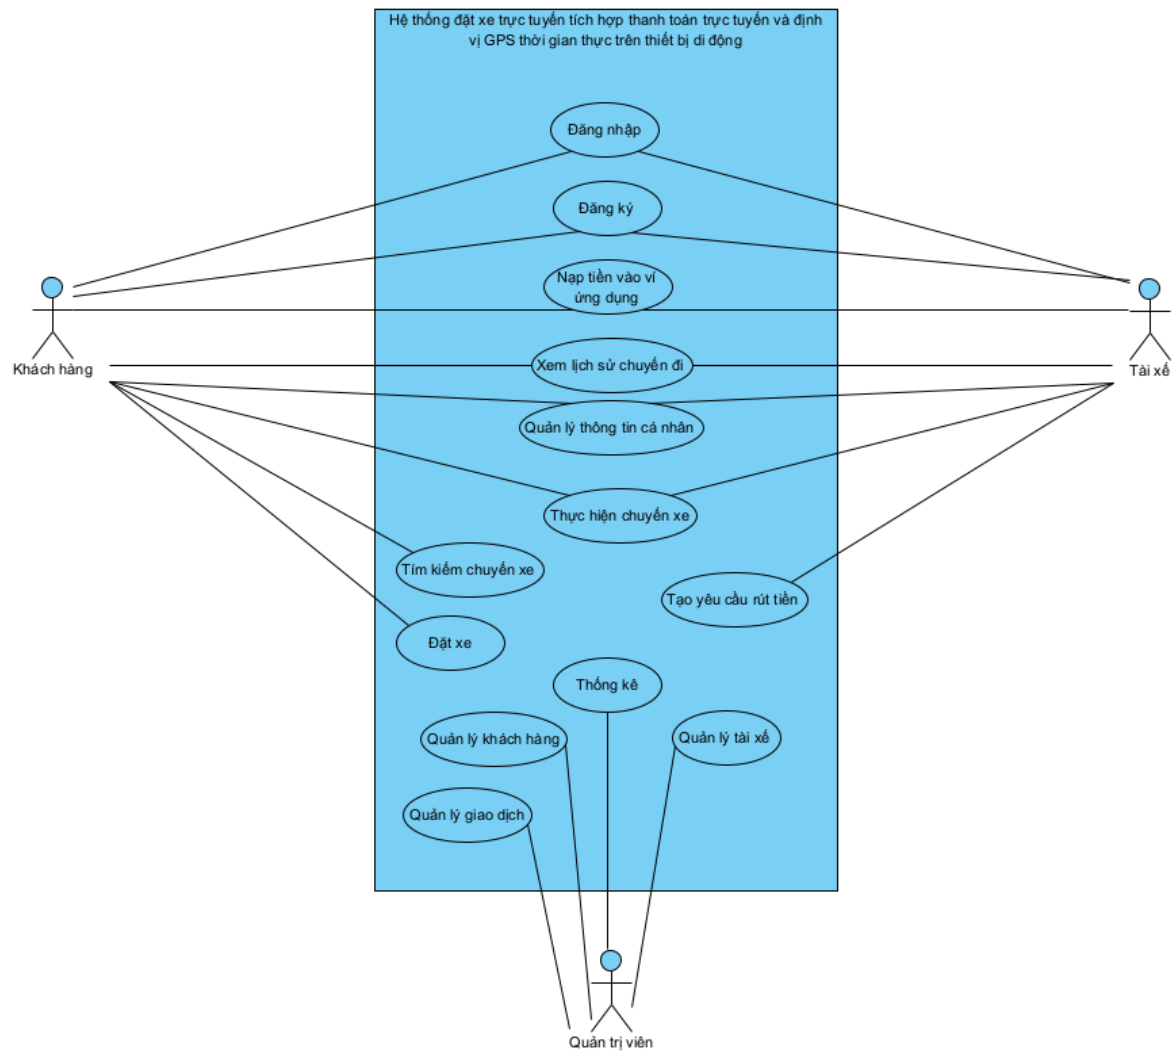 Hệ thống đặt xe trực tuyến tích hợp thanh toán trực tuyến và định
vị GPS thời gian thực trên thiết bị di động
Đăng nhập
Đăng ký
Nạp tiền vào ví
ứng dụng
Khách hàng
Xem lịch sử chuyến đi
Tài xế
Quản lý thông tin cá nhân
Thực hiện chuyến xe
Tím kiếm chuyến xe
Tạo yêu cầu rút tiền
Đặt xe
Thống kê
Quản lý khách hàng
Quản lý tài xế
Quản lý giao dịch
Quản trị viên